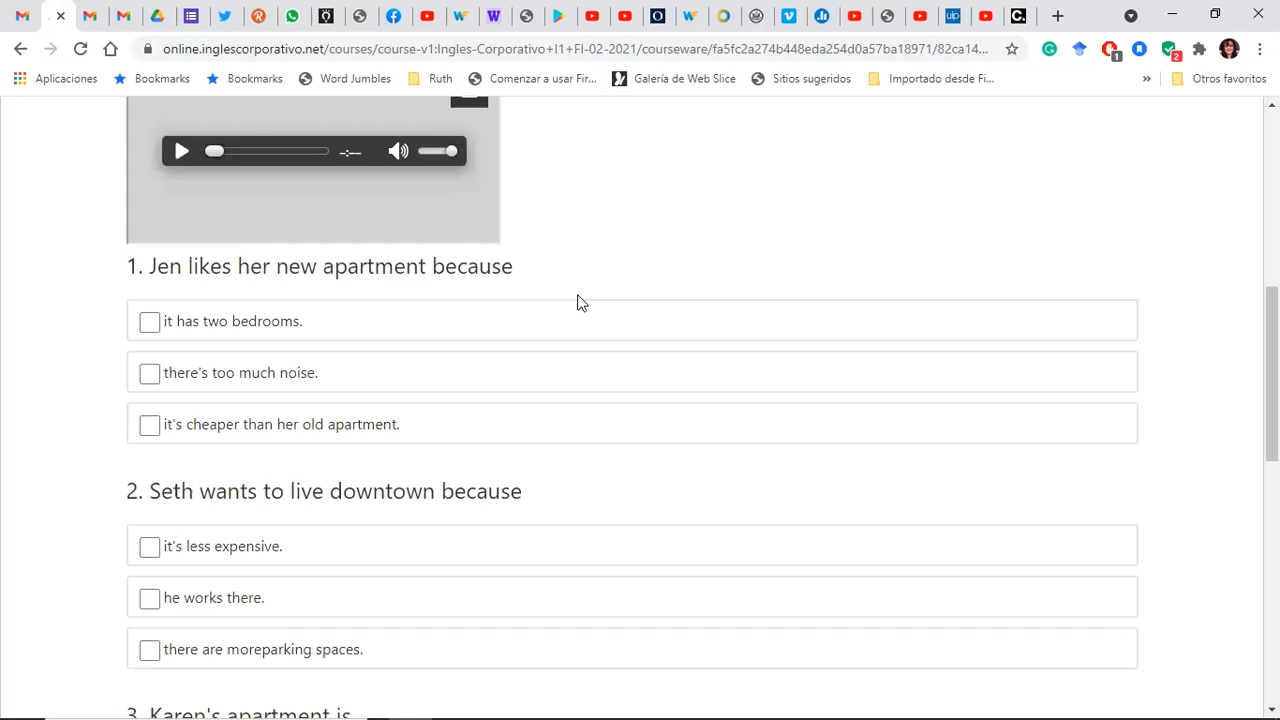 online.inglescorporativo.net/courses/course-v1:Ingles-Corporativo+I1+FI-02-2021/courseware/fa5fc2a274b448eda254d0a57ba18971/82ca14...
Aplicaciones Bookmarks Bookmarks Word Jumbles Ruth Comenzar a usar Fir... Galería de Web Slice Sitios sugeridos Importado desde Fi... » Otros favoritos
1. Jen likes her new apartment because
it has two bedrooms.
there's too much noise.
it's cheaper than her old apartment.
2. Seth wants to live downtown because
it's less expensive.
he works there.
there are moreparking spaces.
3. Karen's apartment is